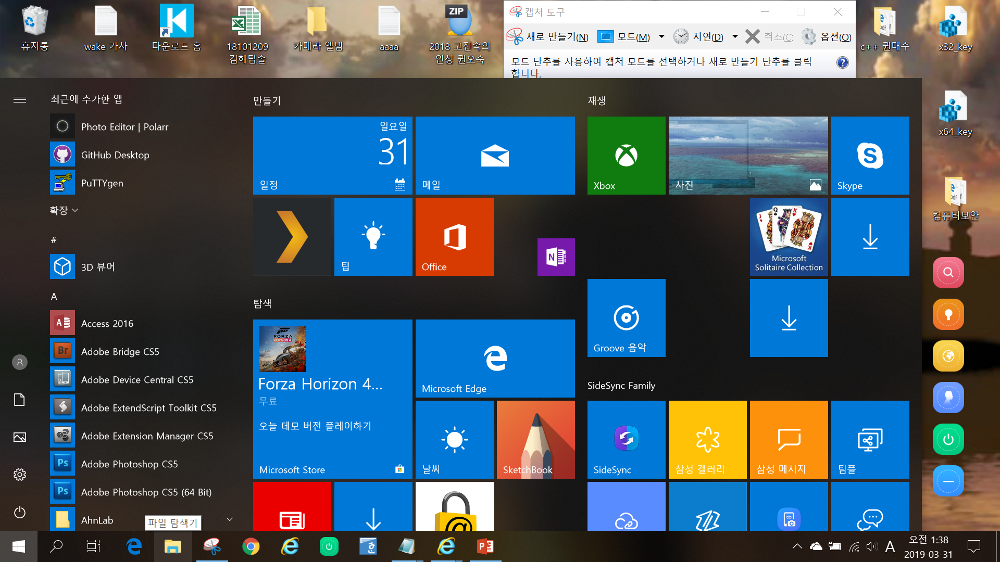 휴지통
wake 가사
다운로드 홈
18101209
김해담솔
카메라 앨범
aaaa
ZIP
2018 고전속의
인성 권오숙
캡처 도구
새로 만들기(N)
모드(M)
지연(D)
취소(C)
옵션(O)
모드 단추를 사용하여 캡처 모드를 선택하거나 새로 만들기 단추를 클릭
합니다.
c++ 권태수
x32_key
x64_key
컴퓨터보안
최근에 추가한 앱
Photo Editor | Polarr
GitHub Desktop
PuTTYgen
확장
#
3D 뷰어
A
Access 2016
Adobe Bridge CS5
Adobe Device Central CS5
Adobe ExtendScript Toolkit CS5
Adobe Extension Manager CS5
Adobe Photoshop CS5
Adobe Photoshop CS5 (64 Bit)
AhnLab
파일 탐색기
만들기
일요일
31
일정
메일
팁
Office
탐색
FORZA
HORIZON 4
Forza Horizon 4...
무료
오늘 데모 버전 플레이하기
Microsoft Store
Microsoft Edge
날씨
SketchBook
재생
Xbox
사진
Skype
Microsoft
Solitaire Collection
Groove 음악
SideSync Family
SideSync
삼성 갤러리
삼성 메시지
팀플
A
오전 1:38
2019-03-31